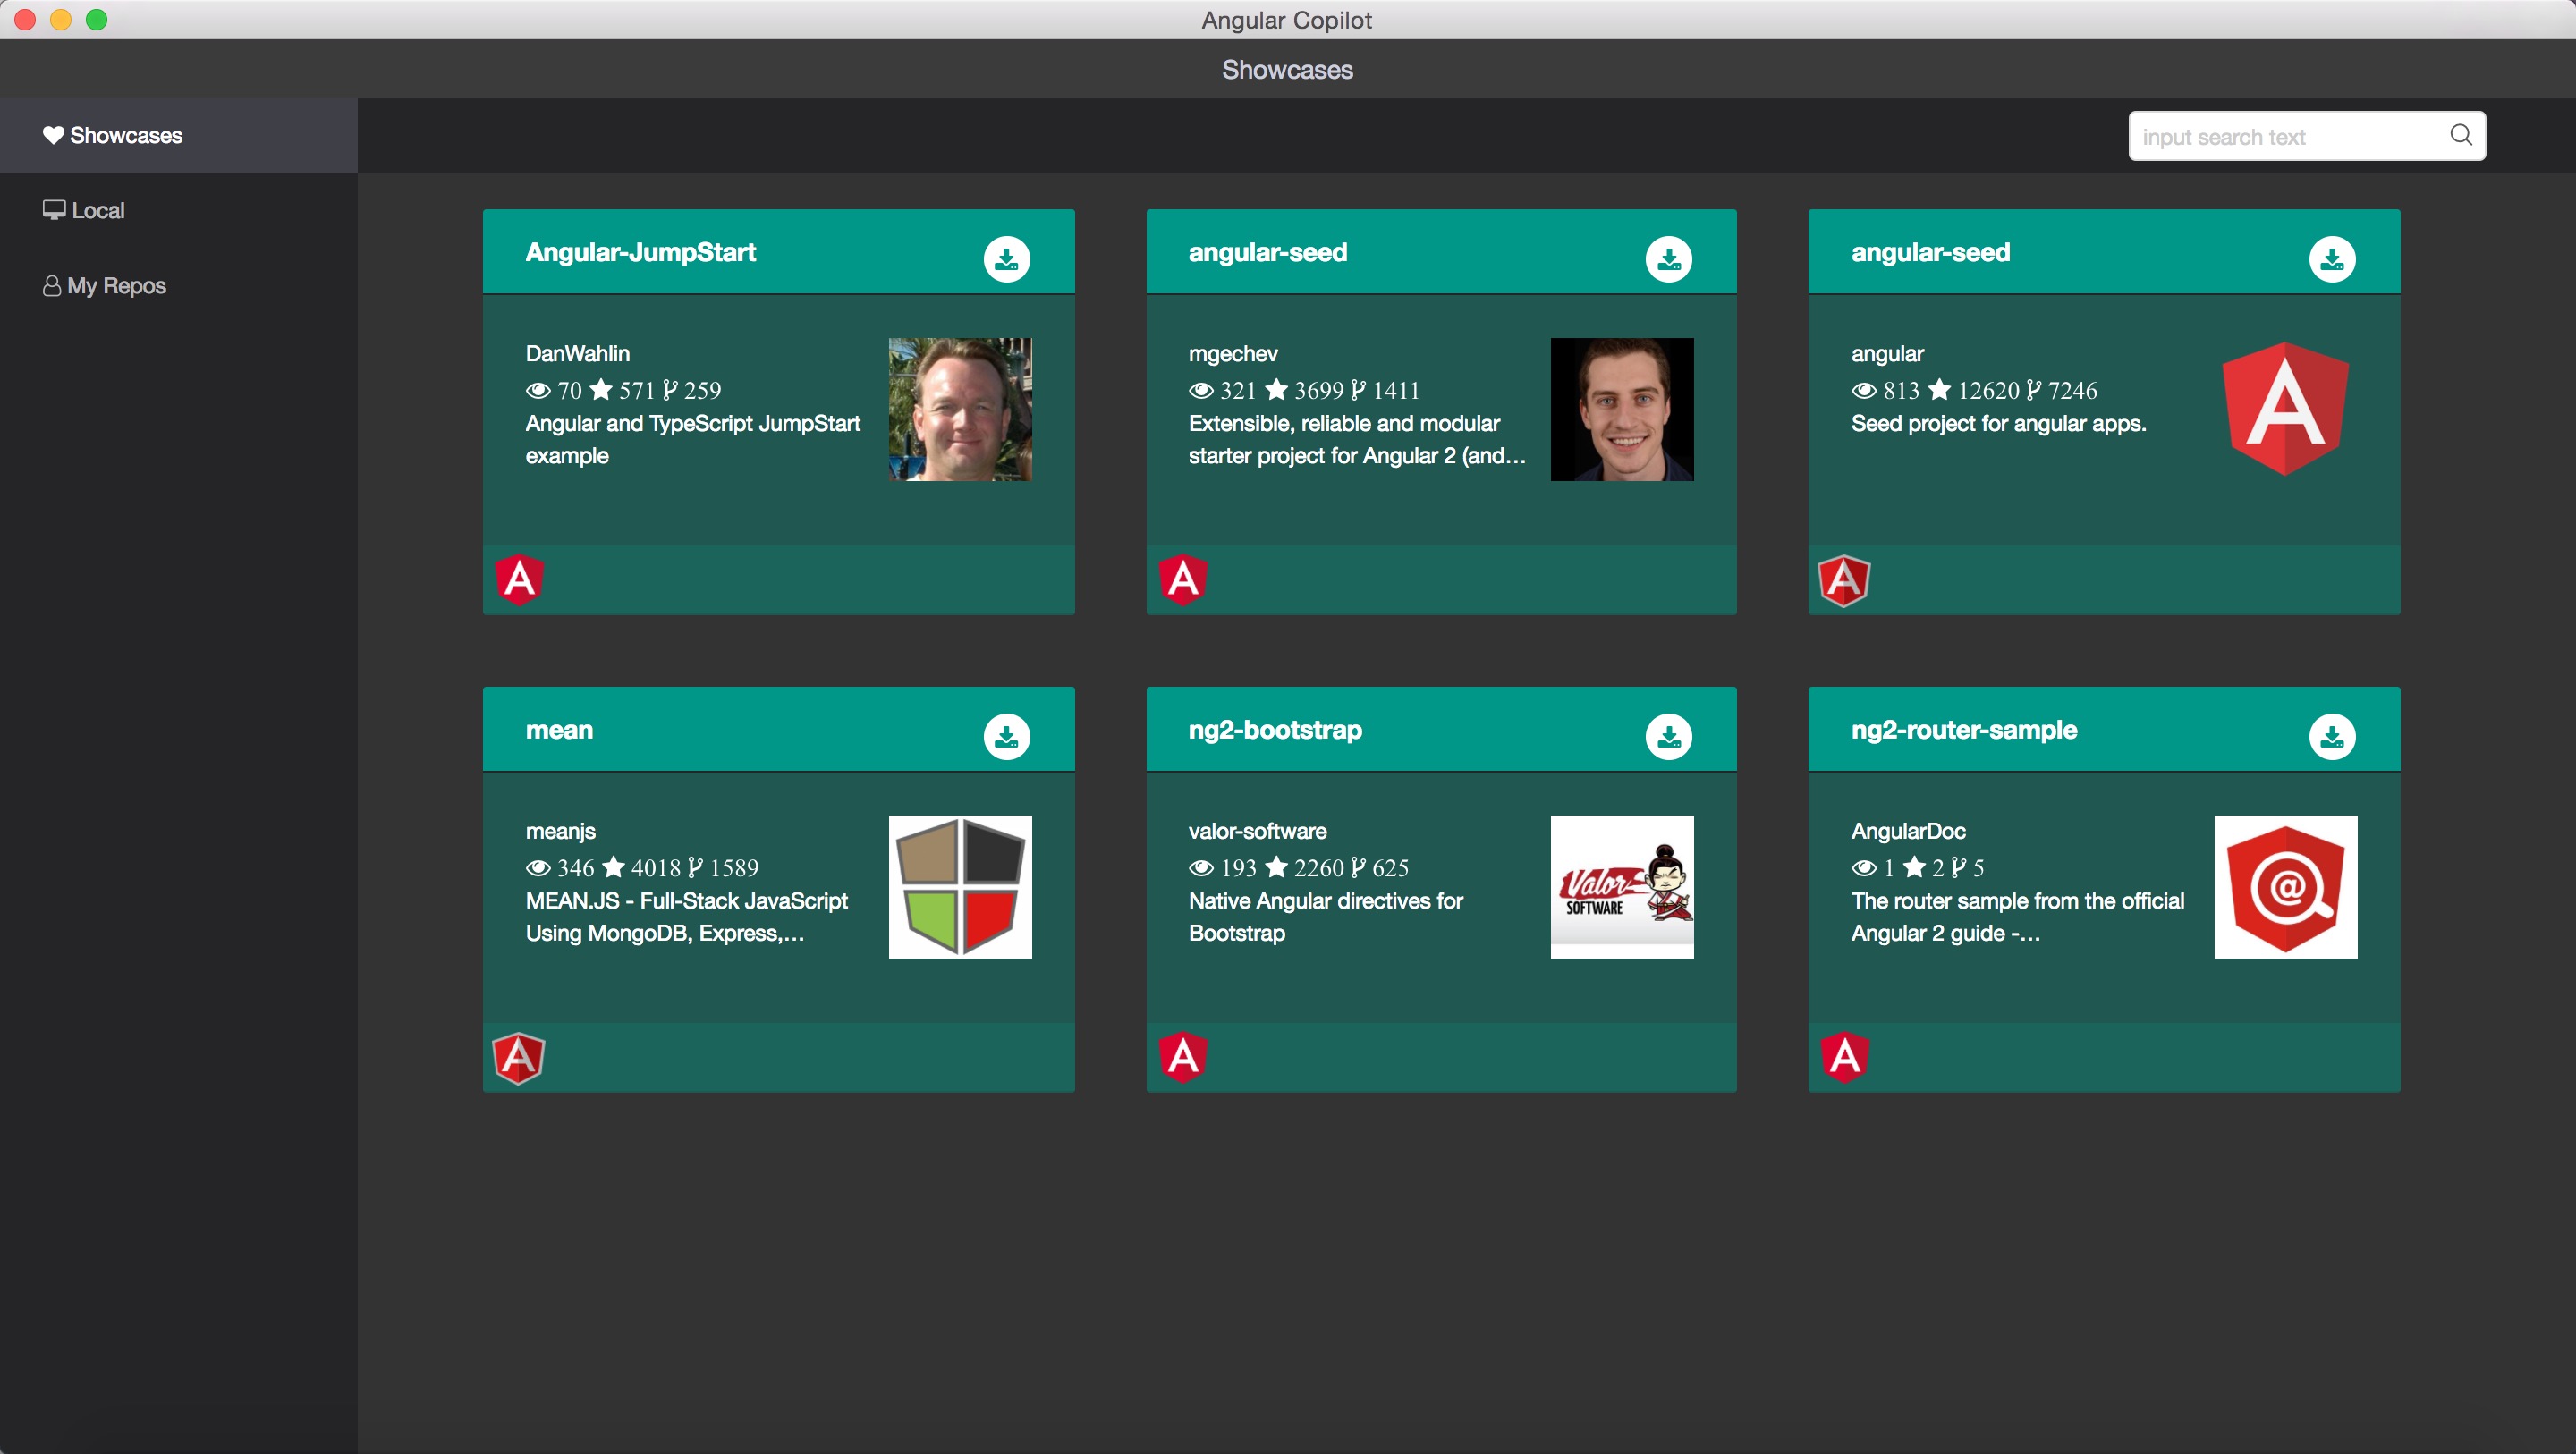 Angular Copilot
Showcases
Showcases
input search text
Local
My Repos
Angular-JumpStart
DanWahlin
70 571 259
Angular and TypeScript JumpStart
example
angular-seed
mgechev
321 3699 1411
Extensible, reliable and modular
starter project for Angular 2 (and...
angular-seed
angular
813 12620 7246
Seed project for angular apps.
A
A
A
A
mean
meanjs
346 4018 1589
MEAN.JS - Full-Stack JavaScript
Using MongoDB, Express,...
ng2-bootstrap
valor-software
193 2260 625
Native Angular directives for
Bootstrap
Valor
SOFTWARE
ng2-router-sample
AngularDoc
1 2 5
The router sample from the official
Angular 2 guide -...
@
A
A
A